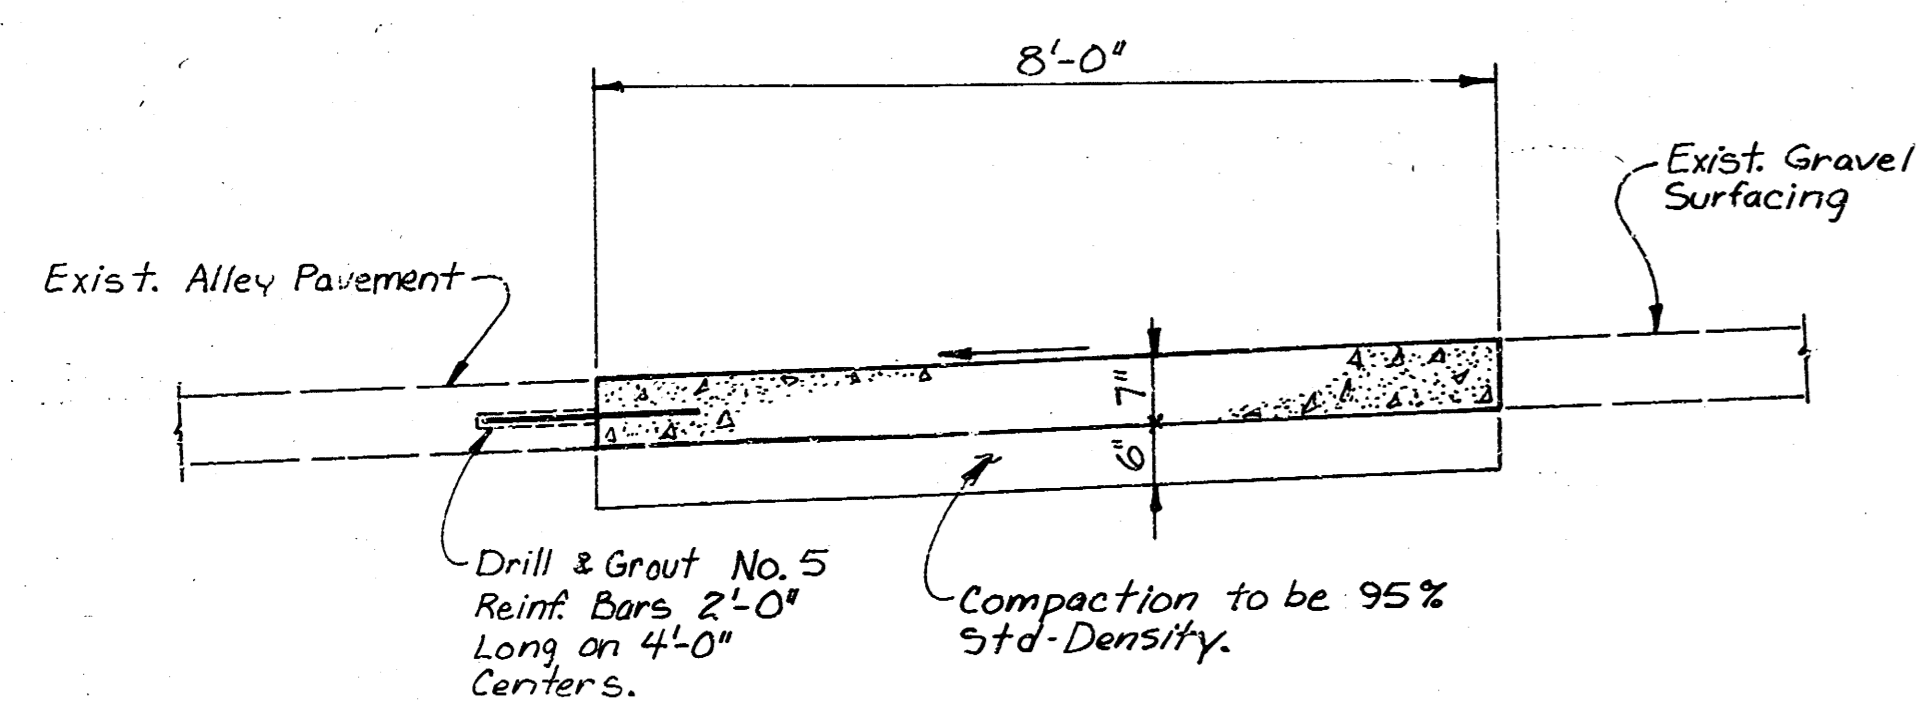 8'-0"
Exist. Gravel
Surfacing
Exist. Alley Pavement
7"
6"
Drill & Grout No. 5
Reinf. Bars 2'-0"
Long on 4'-0"
Centers.
Compaction to be 95%
Std-Density.